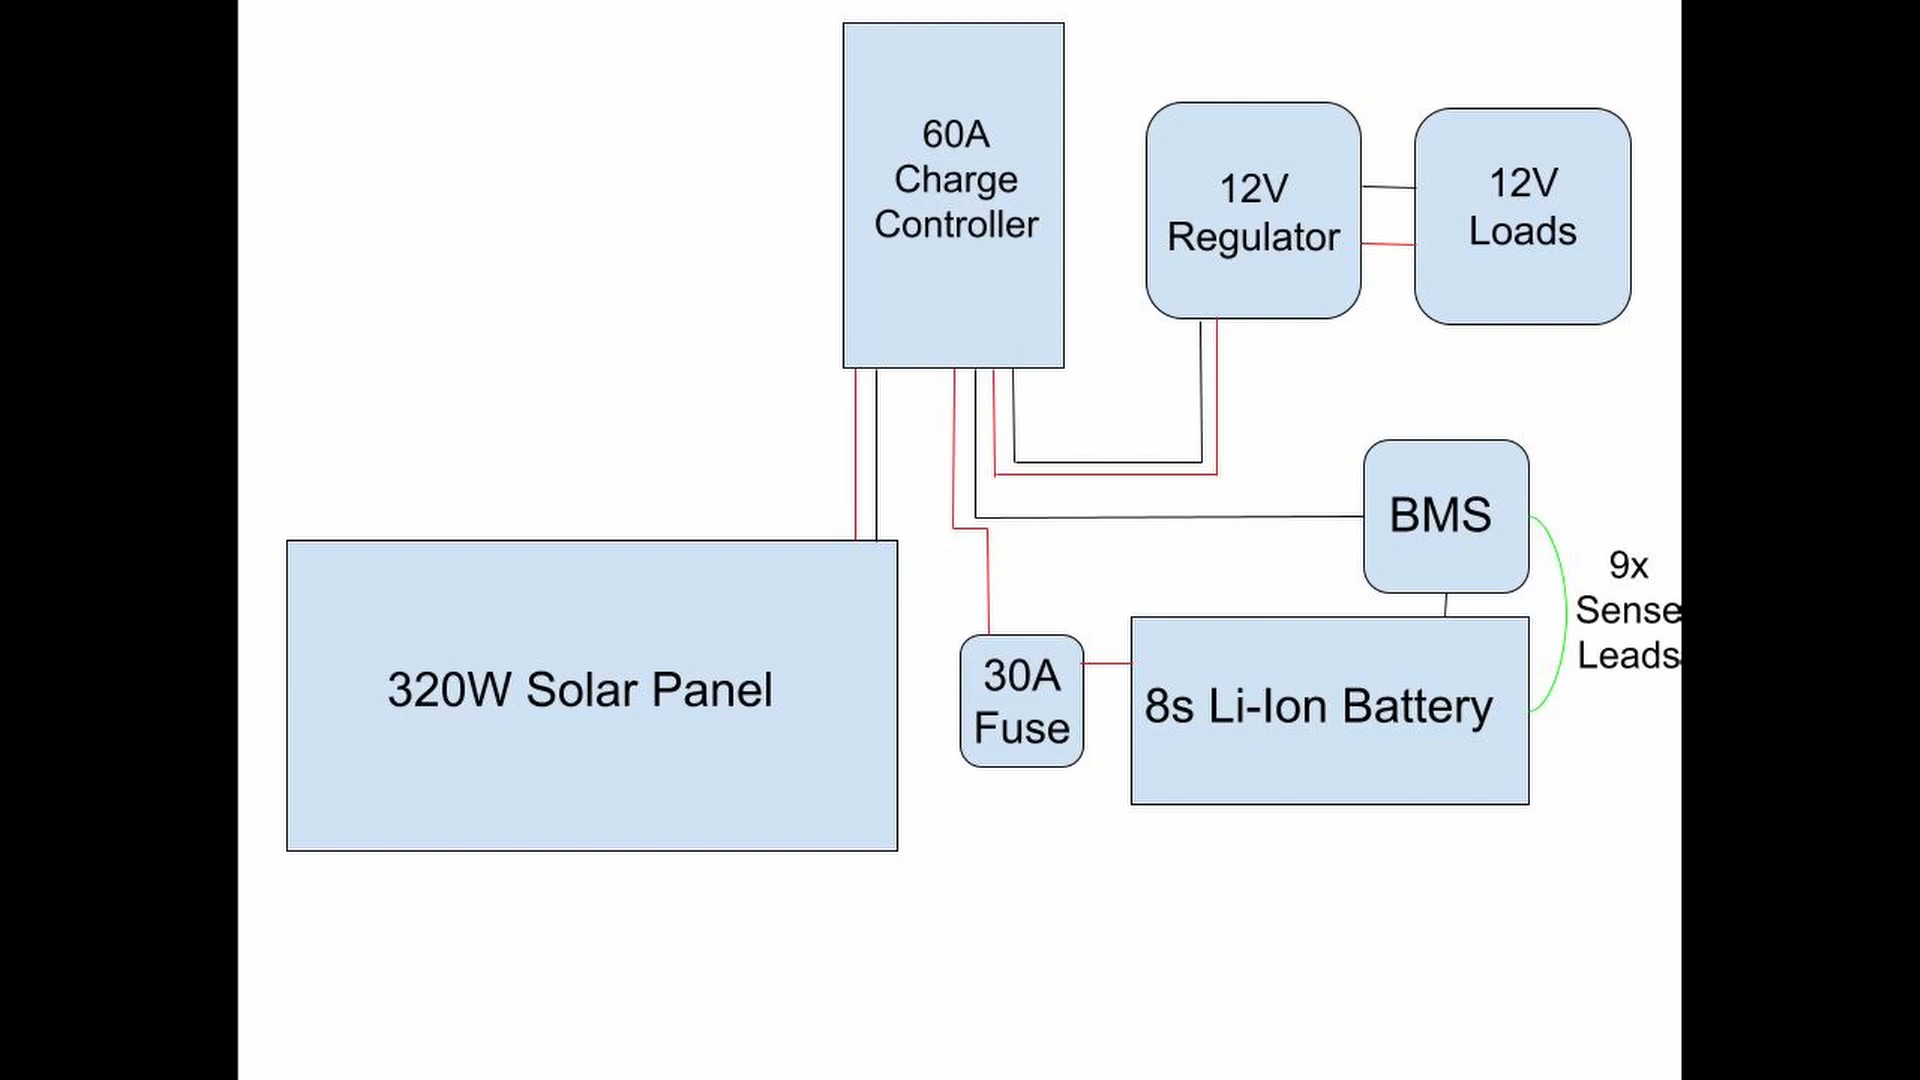 60A
Charge
Controller
12V
Regulator
12V
Loads
BMS
9x
Sense
Leads
320W Solar Panel
30A
Fuse
8s Li-Ion Battery